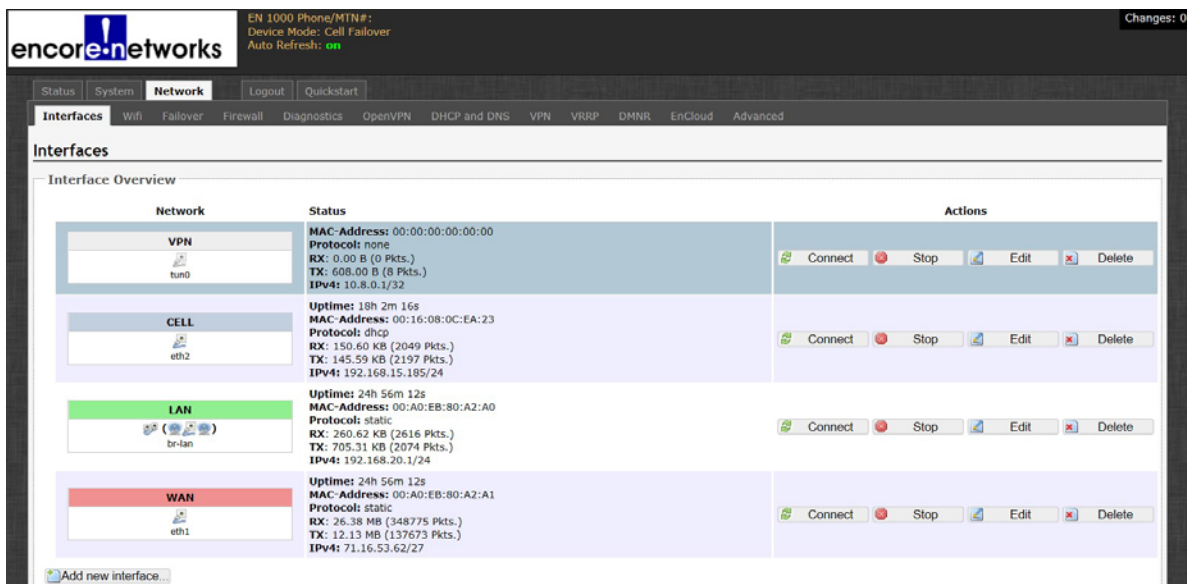 encore!networks
EN 1000 Phone/MTN#:
Device Mode: Cell Failover
Auto Refresh: on
Changes: 0
Status System Network Logout Quickstart
Interfaces Wifi Failover Firewall Diagnostics OpenVPN DHCP and DNS VPN VRRP DMNR EnCloud Advanced
Interfaces
Interface Overview
Network Status Actions
VPN
tun0
MAC-Address: 00:00:00:00:00:00
Protocol: none
RX: 0.00 B (0 Pkts.)
TX: 608.00 B (8 Pkts.)
IPv4: 10.8.0.1/32
Connect Stop Edit Delete
CELL
eth2
Uptime: 18h 2m 16s
MAC-Address: 00:16:08:0C:EA:23
Protocol: dhcp
RX: 150.60 KB (2049 Pkts.)
TX: 145.59 KB (2197 Pkts.)
IPv4: 192.168.15.185/24
Connect Stop Edit Delete
LAN
( )
br-lan
Uptime: 24h 56m 12s
MAC-Address: 00:A0:EB:80:A2:A0
Protocol: static
RX: 260.62 KB (2616 Pkts.)
TX: 705.31 KB (2074 Pkts.)
IPv4: 192.168.20.1/24
Connect Stop Edit Delete
WAN
eth1
Uptime: 24h 56m 12s
MAC-Address: 00:A0:EB:80:A2:A1
Protocol: static
RX: 26.38 MB (348775 Pkts.)
TX: 12.13 MB (137673 Pkts.)
IPv4: 71.16.53.62/27
Connect Stop Edit Delete
Add new interface...